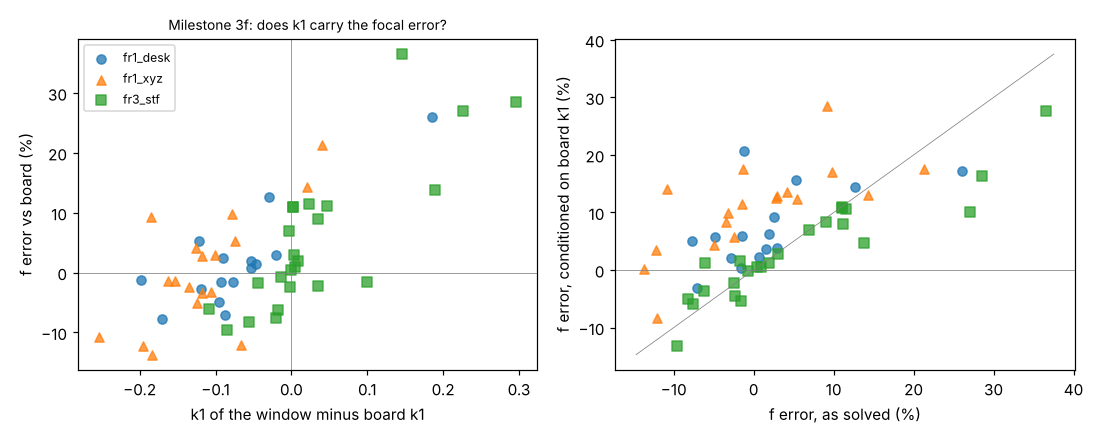 Milestone 3f: does k1 carry the focal error?
fr1_desk
fr1_xyz
fr3_stf
f error vs board (%)
30
20
10
0
−10
−0.2
−0.1
0.0
0.1
0.2
0.3
k1 of the window minus board k1
f error, conditioned on board k1 (%)
40
30
20
10
0
−10
−10
0
10
20
30
40
f error, as solved (%)